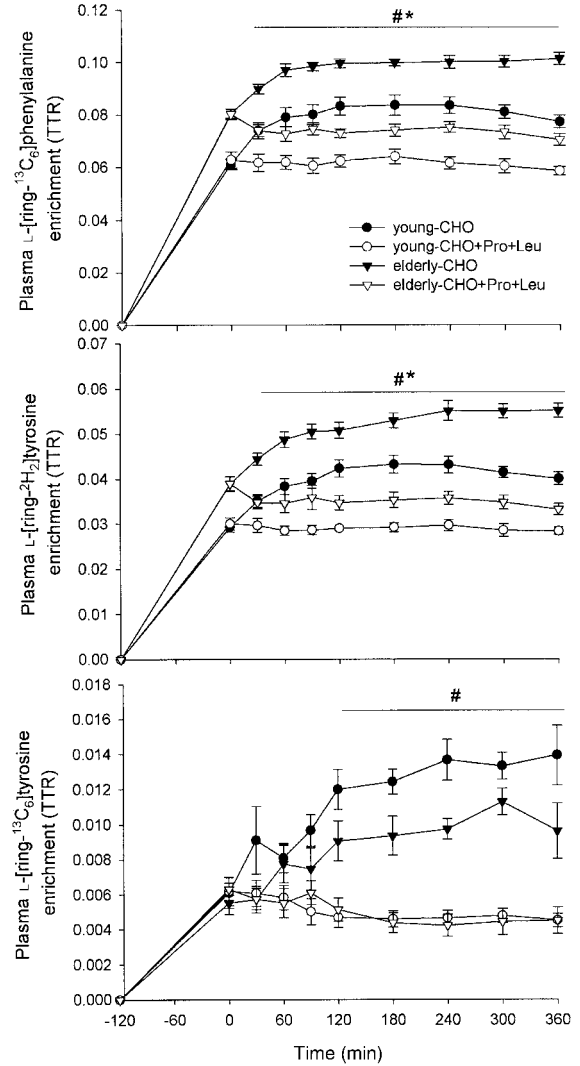 #*
Plasma L-[ring-¹³C₆]phenylalanine
enrichment (TTR)
0.12
0.10
0.08
0.06
0.04
0.02
0.00
young-CHO
young-CHO+Pro+Leu
elderly-CHO
elderly-CHO+Pro+Leu
#*
Plasma L-[ring-²H₂]tyrosine
enrichment (TTR)
0.07
0.06
0.05
0.04
0.03
0.02
0.01
0.00
#
Plasma L-[ring-¹³C₆]tyrosine
enrichment (TTR)
0.018
0.016
0.014
0.012
0.010
0.008
0.006
0.004
0.002
0.000
-120 -60 0 60 120 180 240 300 360
Time (min)